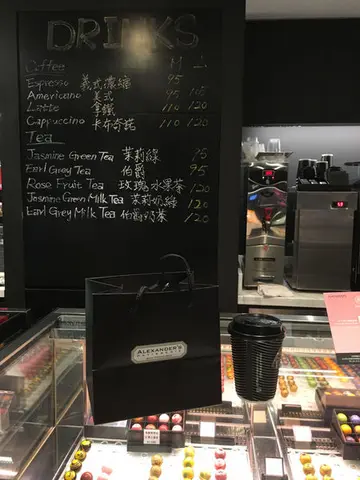 DRINKS
Coffee M L
Espresso 義式濃縮 95
Americano 美式 95 105
Latte 拿鐵 110 120
Cappuccino 卡布奇諾 110 120
Tea
Jasmine Green Tea 茉莉綠 75
Earl Grey Tea 伯爵 95
Rose Fruit Tea 玫瑰水果茶 120
Jasmine Green Milk Tea 茉莉奶綠 120
Earl Grey Milk Tea 伯爵奶茶 120
ALEXANDER'S